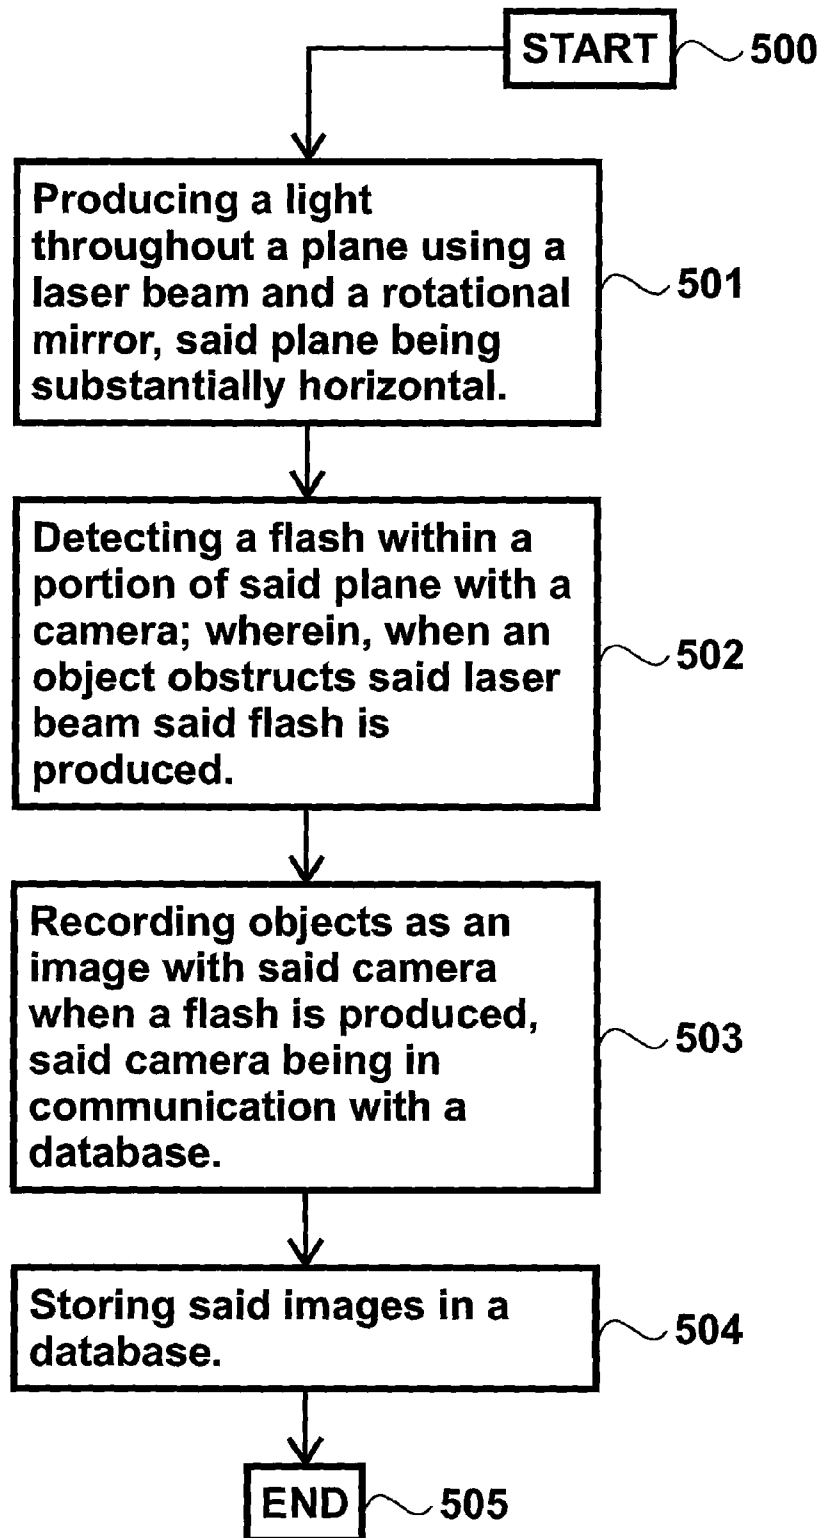 START 500
Producing a light
throughout a plane using a
laser beam and a rotational
mirror, said plane being
substantially horizontal.
501
Detecting a flash within a
portion of said plane with a
camera; wherein, when an
object obstructs said laser
beam said flash is
produced.
502
Recording objects as an
image with said camera
when a flash is produced,
said camera being in
communication with a
database.
503
Storing said images in a
database.
504
END 505